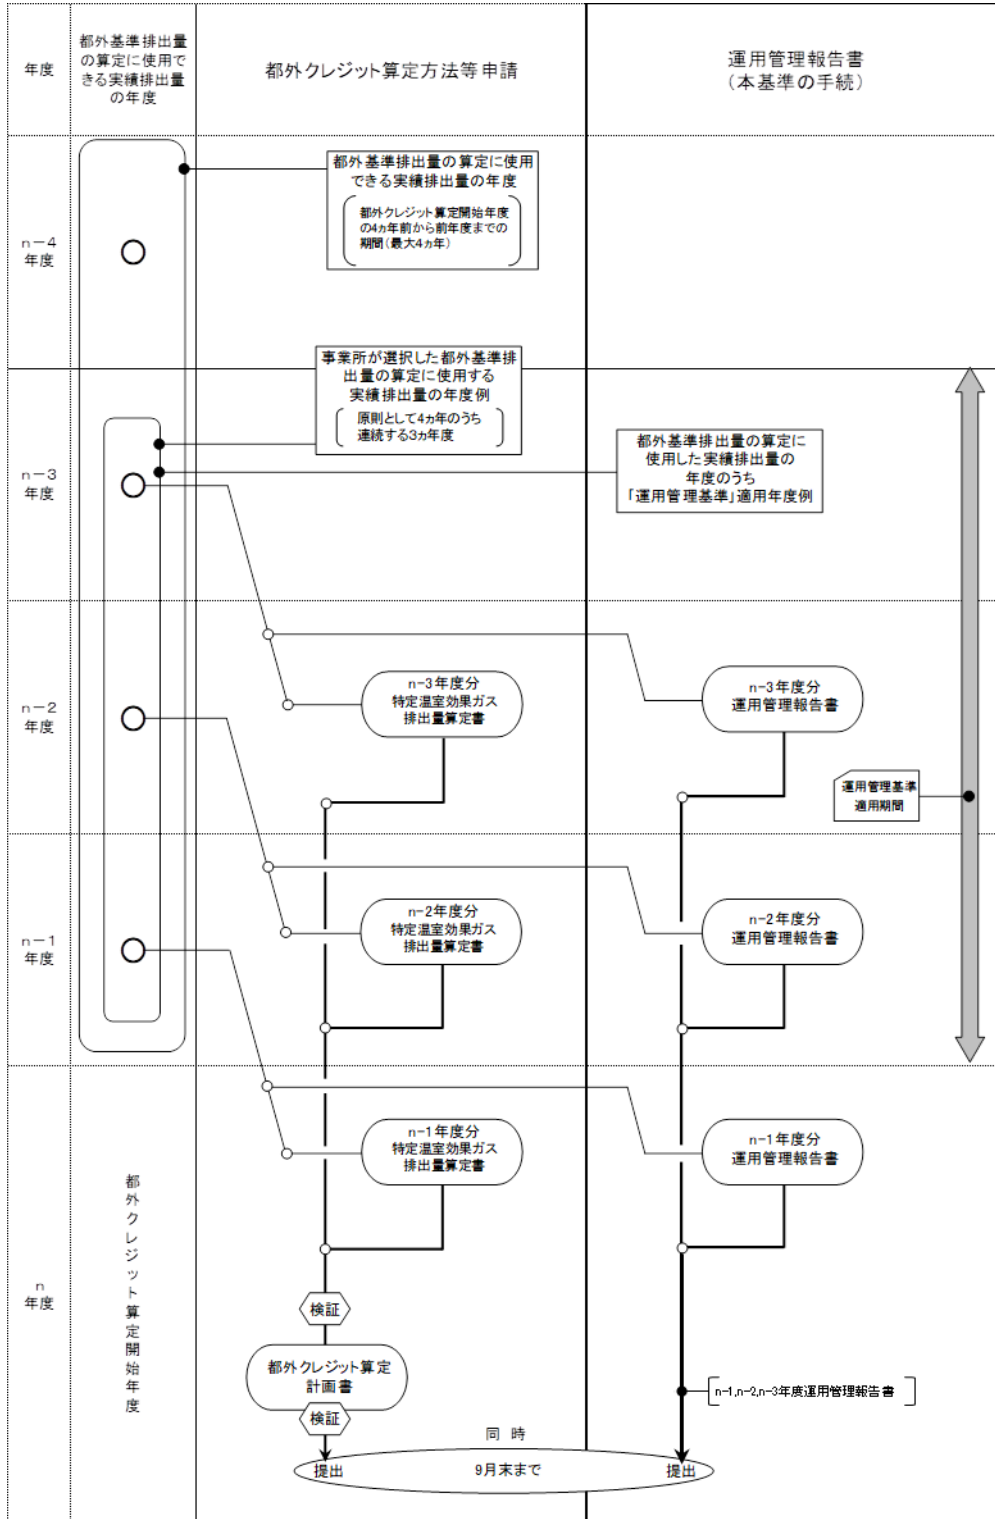 年度
都外基準排出量
の算定に使用で
きる実績排出量
の年度
都外クレジット算定方法等申請
運用管理報告書
（本基準の手続）
n－4
年度
都外基準排出量の算定に使用
できる実績排出量の年度
都外クレジット算定開始年度
の4ヵ年前から前年度までの
期間（最大4ヵ年）
事業所が選択した都外基準排
出量の算定に使用する
実績排出量の年度例
原則として4ヵ年のうち
連続する3ヵ年度
n－3
年度
都外基準排出量の算定に
使用した実績排出量の
年度のうち
「運用管理基準」適用年度例
n－2
年度
n－3年度分
特定温室効果ガス
排出量算定書
n－3年度分
運用管理報告書
運用管理基準
適用期間
n－1
年度
n－2年度分
特定温室効果ガス
排出量算定書
n－2年度分
運用管理報告書
n
年度
都外クレジット算定開始年度
n－1年度分
特定温室効果ガス
排出量算定書
n－1年度分
運用管理報告書
検証
都外クレジット算定
計画書
検証
n-1,n-2,n-3年度運用管理報告書
同時
提出
9月末まで
提出